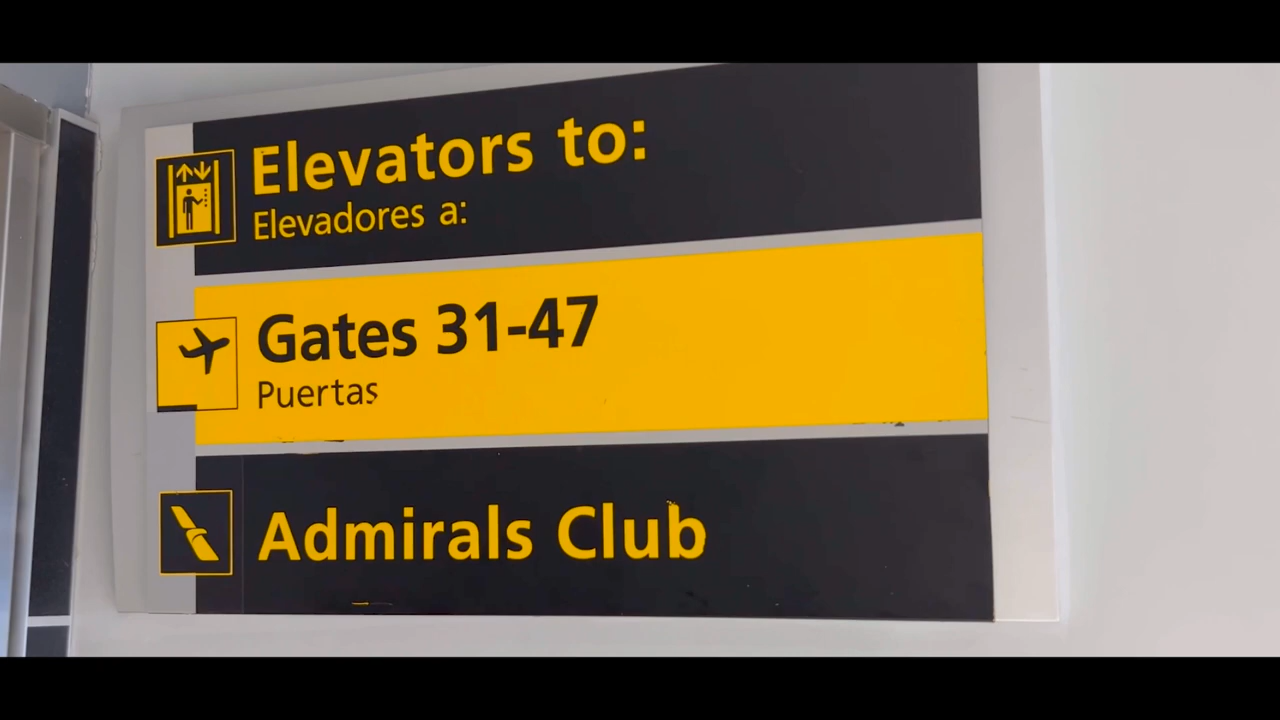 Elevators to:
Elevadores a:
Gates 31-47
Puertas
Admirals Club